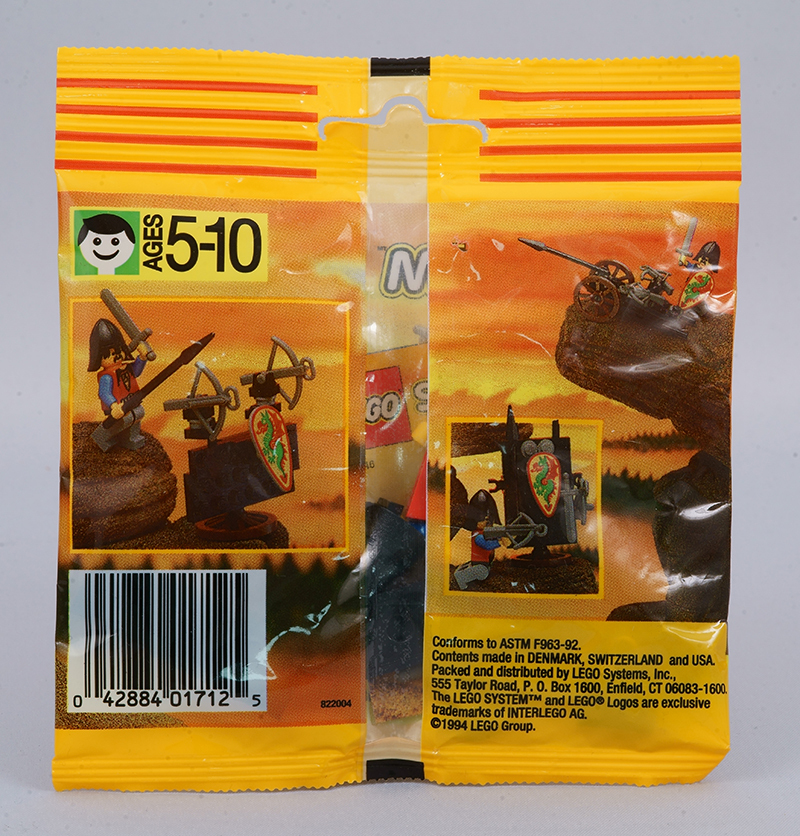 AGES 5-10
0 42884 01712 5
822004
Conforms to ASTM F963-92.
Contents made in DENMARK, SWITZERLAND and USA.
Packed and distributed by LEGO Systems, Inc.,
555 Taylor Road, P. O. Box 1600, Enfield, CT 06083-1600.
The LEGO SYSTEM™ and LEGO® Logos are exclusive
trademarks of INTERLEGO AG.
©1994 LEGO Group.